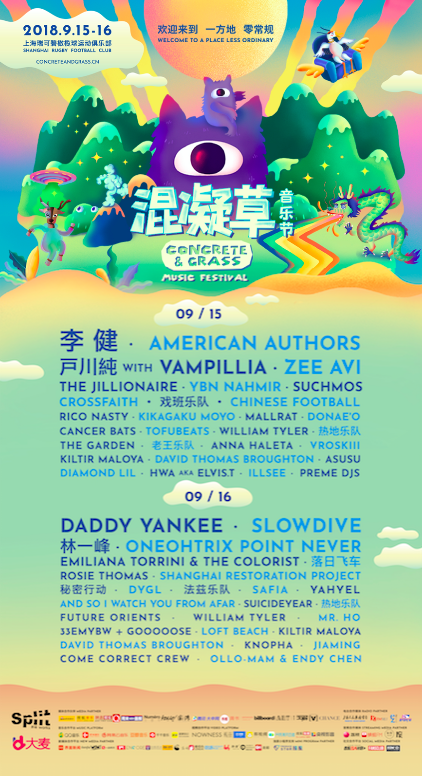 2018.9.15-16
上海瑞可碧橄榄球运动俱乐部
SHANGHAI RUGBY FOOTBALL CLUB
CONCRETEANDGRASS.CN
欢迎来到 一方地 零常规
WELCOME TO A PLACE LESS ORDINARY
混凝草
音乐节
CONCRETE
& GRASS
MUSIC FESTIVAL
09 / 15
李 健 · AMERICAN AUTHORS
戸川純 WITH VAMPILLIA · ZEE AVI
THE JILLIONAIRE · YBN NAHMIR · SUCHMOS
CROSSFAITH · 戏班乐队 · CHINESE FOOTBALL
RICO NASTY · KIKAGAKU MOYO · MALLRAT · DONAE'O
CANCER BATS · TOFUBEATS · WILLIAM TYLER · 热地乐队
THE GARDEN · 老王乐队 · ANNA HALETA · VROSKIII
KILTIR MALOYA · DAVID THOMAS BROUGHTON · ASUSU
DIAMOND LIL · HWA AKA ELVIS.T · ILLSEE · PREME DJS
09 / 16
DADDY YANKEE · SLOWDIVE
林一峰 · ONEOHTRIX POINT NEVER
EMILIANA TORRINI & THE COLORIST · 落日飞车
ROSIE THOMAS · SHANGHAI RESTORATION PROJECT
秘密行动 · DYGL · 法兹乐队 · SAFIA · YAHYEL
AND SO I WATCH YOU FROM AFAR · SUICIDEYEAR · 热地乐队
FUTURE ORIENTS · WILLIAM TYLER · MR. HO
33EMYBW + GOOOOOSE · LOFT BEACH · KILTIR MALOYA
DAVID THOMAS BROUGHTON · KNOPHA · JIAMING
COME CORRECT CREW · OLLO-MAM & ENDY CHEN
Split
大麦
billboard
NOWNESS